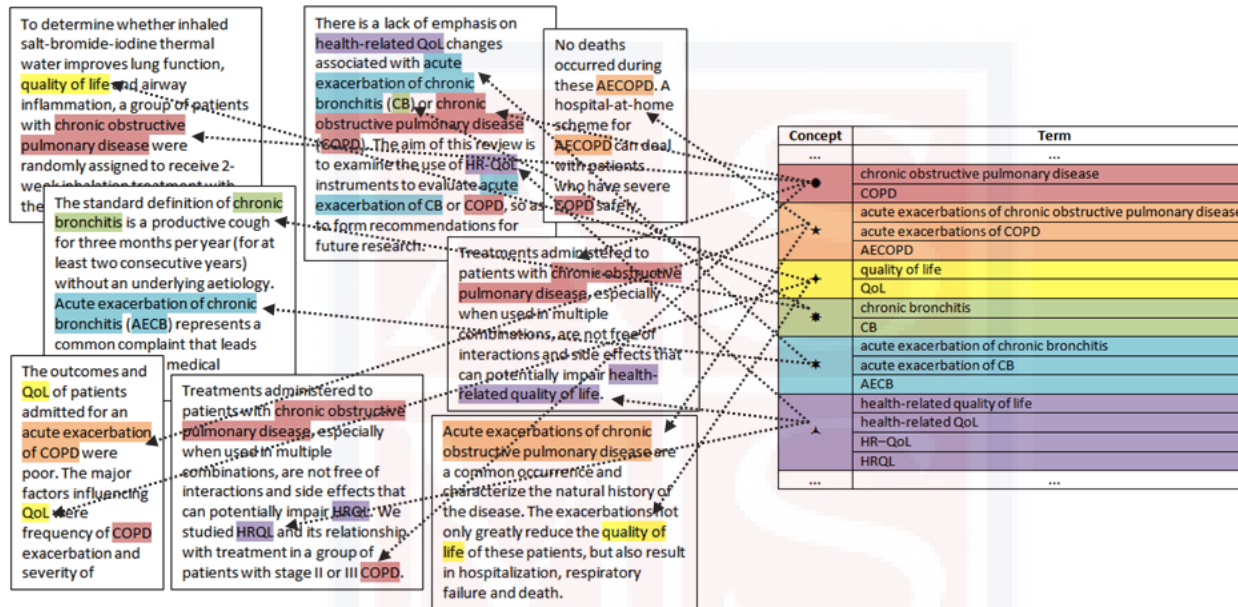 To determine whether inhaled
salt-bromide-iodine thermal
water improves lung function,
quality of life and airway
inflammation, a group of patients
with chronic obstructive
pulmonary disease were
randomly assigned to receive 2-
week inhalation treatment with
the
There is a lack of emphasis on
health-related QoL changes
associated with acute
exacerbation of chronic
bronchitis (CB) or chronic
obstructive pulmonary disease
(COPD). The aim of this review is
to examine the use of HR-QoL
instruments to evaluate acute
exacerbation of CB or COPD, so as
to form recommendations for
future research.
No deaths
occurred during
these AECOPD. A
hospital-at-home
scheme for
AECOPD can deal
with patients
who have severe
COPD safely.
The standard definition of chronic
bronchitis is a productive cough
for three months per year (for at
least two consecutive years)
without an underlying aetiology.
Acute exacerbation of chronic
bronchitis (AECB) represents a
common complaint that leads
medical
Treatments administered to
patients with chronic obstructive
pulmonary disease, especially
when used in multiple
combinations, are not free of
interactions and side effects that
can potentially impair health-
related quality of life.
The outcomes and
QoL of patients
admitted for an
acute exacerbation
of COPD were
poor. The major
factors influencing
QoL were
frequency of COPD
exacerbation and
severity of
Treatments administered to
patients with chronic obstructive
pulmonary disease, especially
when used in multiple
combinations, are not free of
interactions and side effects that
can potentially impair HRQL. We
studied HRQL and its relationship
with treatment in a group of
patients with stage II or III COPD.
Acute exacerbations of chronic
obstructive pulmonary disease are
a common occurrence and
characterize the natural history of
the disease. The exacerbations not
only greatly reduce the quality of
life of these patients, but also result
in hospitalization, respiratory
failure and death.
Concept Term
... ...
chronic obstructive pulmonary disease
COPD
acute exacerbations of chronic obstructive pulmonary disease
acute exacerbations of COPD
AECOPD
quality of life
QoL
chronic bronchitis
CB
acute exacerbation of chronic bronchitis
acute exacerbation of CB
AECB
health-related quality of life
health-related QoL
HR–QoL
HRQL
... ...